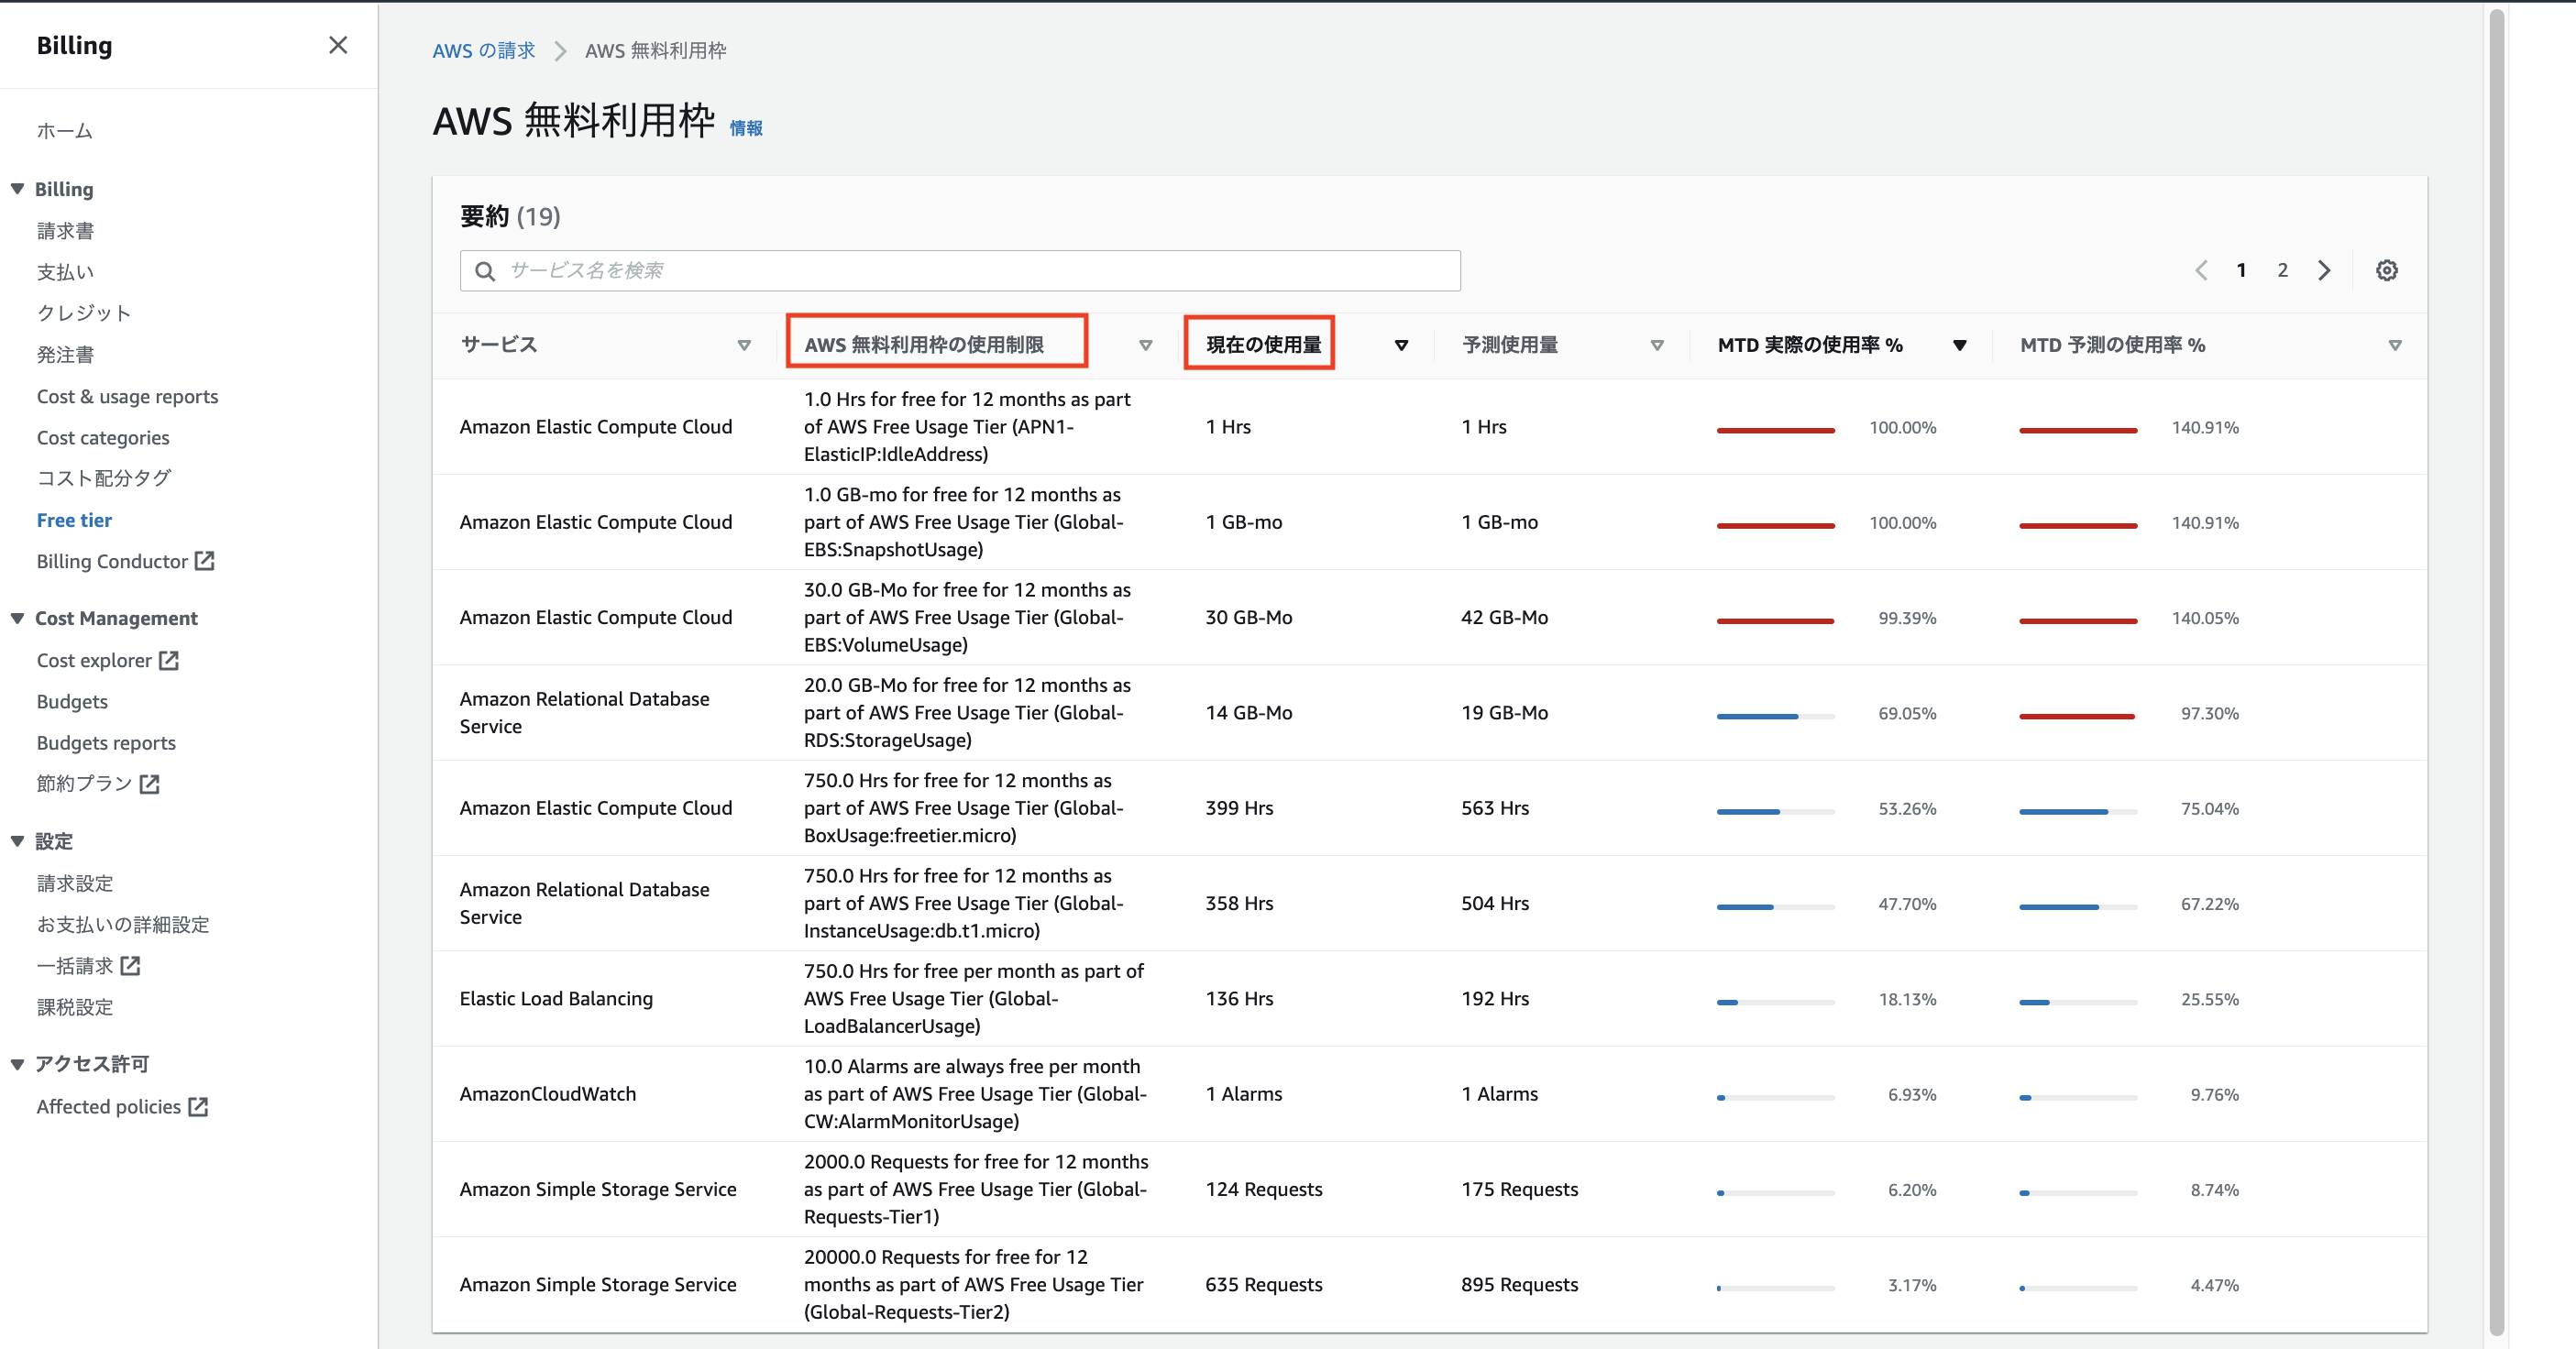 Billing
ホーム
Billing
請求書
支払い
クレジット
発注書
Cost & usage reports
Cost categories
コスト配分タグ
Free tier
Billing Conductor
Cost Management
Cost explorer
Budgets
Budgets reports
節約プラン
設定
請求設定
お支払いの詳細設定
一括請求
課税設定
アクセス許可
Affected policies
AWS の請求 AWS 無料利用枠
AWS 無料利用枠 情報
要約 (19)
サービス名を検索
1 2
サービス AWS 無料利用枠の使用制限 現在の使用量 予測使用量 MTD 実際の使用率 % MTD 予測の使用率 %
Amazon Elastic Compute Cloud
1.0 Hrs for free for 12 months as part
of AWS Free Usage Tier (APN1-
ElasticIP:IdleAddress)
1 Hrs
1 Hrs
100.00%
140.91%
Amazon Elastic Compute Cloud
1.0 GB-mo for free for 12 months as
part of AWS Free Usage Tier (Global-
EBS:SnapshotUsage)
1 GB-mo
1 GB-mo
100.00%
140.91%
Amazon Elastic Compute Cloud
30.0 GB-Mo for free for 12 months as
part of AWS Free Usage Tier (Global-
EBS:VolumeUsage)
30 GB-Mo
42 GB-Mo
99.39%
140.05%
Amazon Relational Database
Service
20.0 GB-Mo for free for 12 months as
part of AWS Free Usage Tier (Global-
RDS:StorageUsage)
14 GB-Mo
19 GB-Mo
69.05%
97.30%
Amazon Elastic Compute Cloud
750.0 Hrs for free for 12 months as
part of AWS Free Usage Tier (Global-
BoxUsage:freetier.micro)
399 Hrs
563 Hrs
53.26%
75.04%
Amazon Relational Database
Service
750.0 Hrs for free for 12 months as
part of AWS Free Usage Tier (Global-
InstanceUsage:db.t1.micro)
358 Hrs
504 Hrs
47.70%
67.22%
Elastic Load Balancing
750.0 Hrs for free per month as part of
AWS Free Usage Tier (Global-
LoadBalancerUsage)
136 Hrs
192 Hrs
18.13%
25.55%
AmazonCloudWatch
10.0 Alarms are always free per month
as part of AWS Free Usage Tier (Global-
CW:AlarmMonitorUsage)
1 Alarms
1 Alarms
6.93%
9.76%
Amazon Simple Storage Service
2000.0 Requests for free for 12 months
as part of AWS Free Usage Tier (Global-
Requests-Tier1)
124 Requests
175 Requests
6.20%
8.74%
Amazon Simple Storage Service
20000.0 Requests for free for 12
months as part of AWS Free Usage Tier
(Global-Requests-Tier2)
635 Requests
895 Requests
3.17%
4.47%